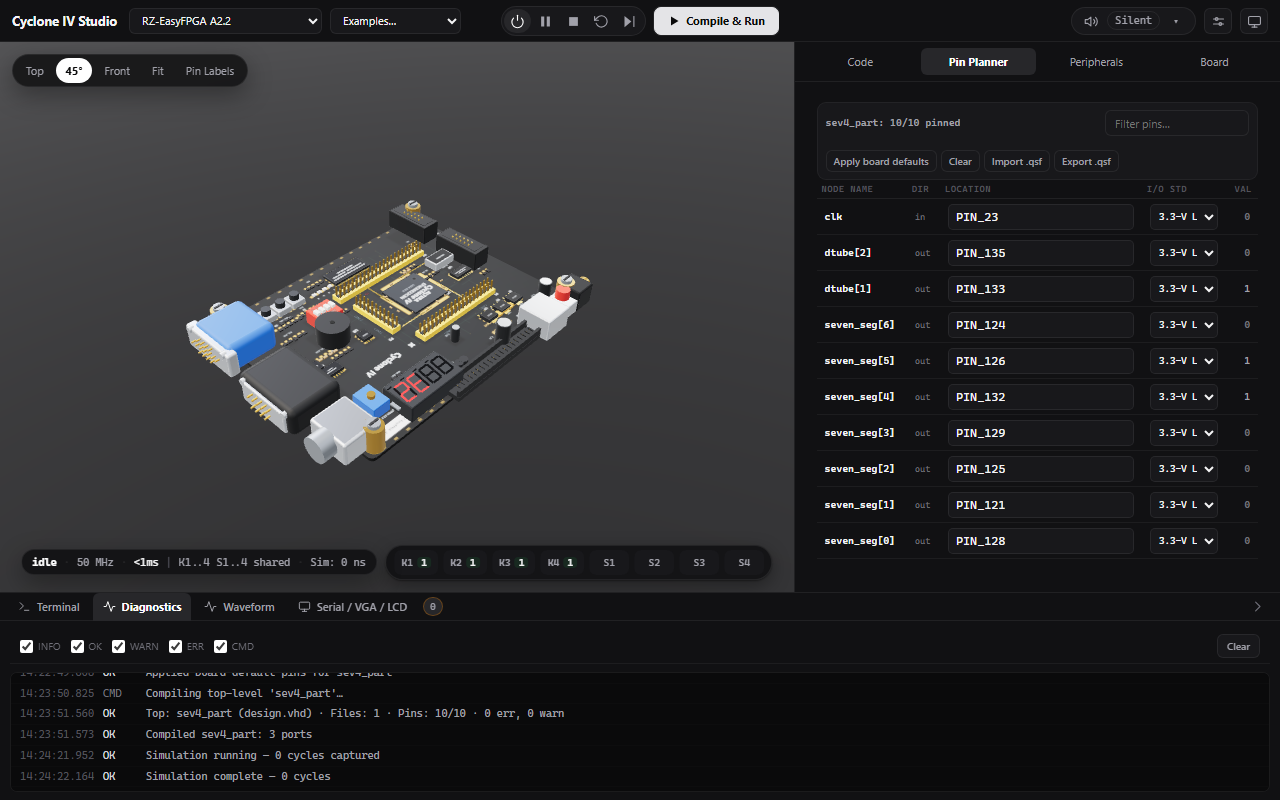 Cyclone IV Studio RZ-EasyFPGA A2.2 Examples... Compile & Run Silent
Top 45° Front Fit Pin Labels
Code Pin Planner Peripherals Board
sev4_part: 10/10 pinned Filter pins...
Apply board defaults Clear Import .qsf Export .qsf
NODE NAME DIR LOCATION I/O STD VAL
clk in PIN_23 3.3-V L 0
dtube[2] out PIN_135 3.3-V L 0
dtube[1] out PIN_133 3.3-V L 1
seven_seg[6] out PIN_124 3.3-V L 0
seven_seg[5] out PIN_126 3.3-V L 1
seven_seg[4] out PIN_132 3.3-V L 1
seven_seg[3] out PIN_129 3.3-V L 0
seven_seg[2] out PIN_125 3.3-V L 0
seven_seg[1] out PIN_121 3.3-V L 0
seven_seg[0] out PIN_128 3.3-V L 0
Cyclone IV
idle · 50 MHz · <1ms | K1..4 S1..4 shared · Sim: 0 ns K1 1 K2 1 K3 1 K4 1 S1 S2 S3 S4
Terminal Diagnostics Waveform Serial / VGA / LCD 0
INFO OK WARN ERR CMD Clear
OK Applied board default pins for sev4_part
14:23:50.825 CMD Compiling top-level 'sev4_part'…
14:23:51.560 OK Top: sev4_part (design.vhd) · Files: 1 · Pins: 10/10 · 0 err, 0 warn
14:23:51.573 OK Compiled sev4_part: 3 ports
14:24:21.952 OK Simulation running — 0 cycles captured
14:24:22.164 OK Simulation complete — 0 cycles